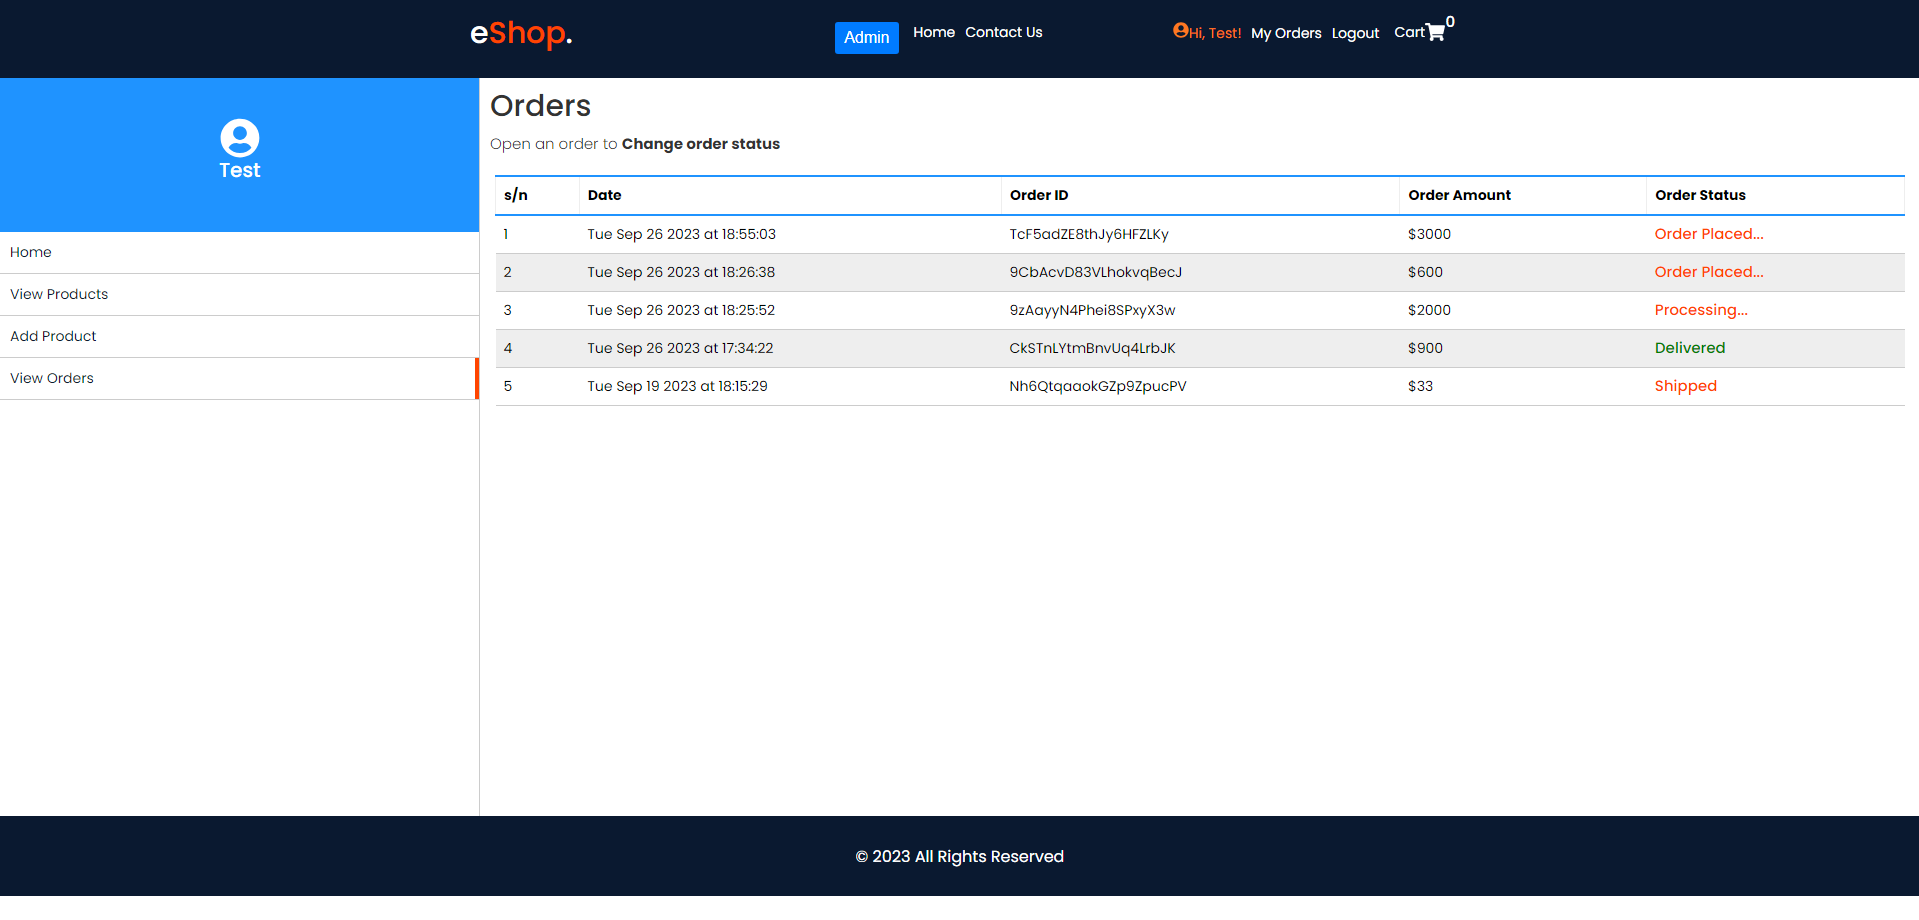 eShop.
Admin Home Contact Us Hi, Test! My Orders Logout Cart 0
Test
Home
View Products
Add Product
View Orders
Orders
Open an order to Change order status
s/n Date Order ID Order Amount Order Status
1 Tue Sep 26 2023 at 18:55:03 TcF5adZE8thJy6HFZLKy $3000 Order Placed...
2 Tue Sep 26 2023 at 18:26:38 9CbAcvD83VLhokvqBecJ $600 Order Placed...
3 Tue Sep 26 2023 at 18:25:52 9zAayyN4Phei8SPxyX3w $2000 Processing...
4 Tue Sep 26 2023 at 17:34:22 CkSTnLYtmBnvUq4LrbJK $900 Delivered
5 Tue Sep 19 2023 at 18:15:29 Nh6QtqaaokGZp9ZpucPV $33 Shipped
© 2023 All Rights Reserved